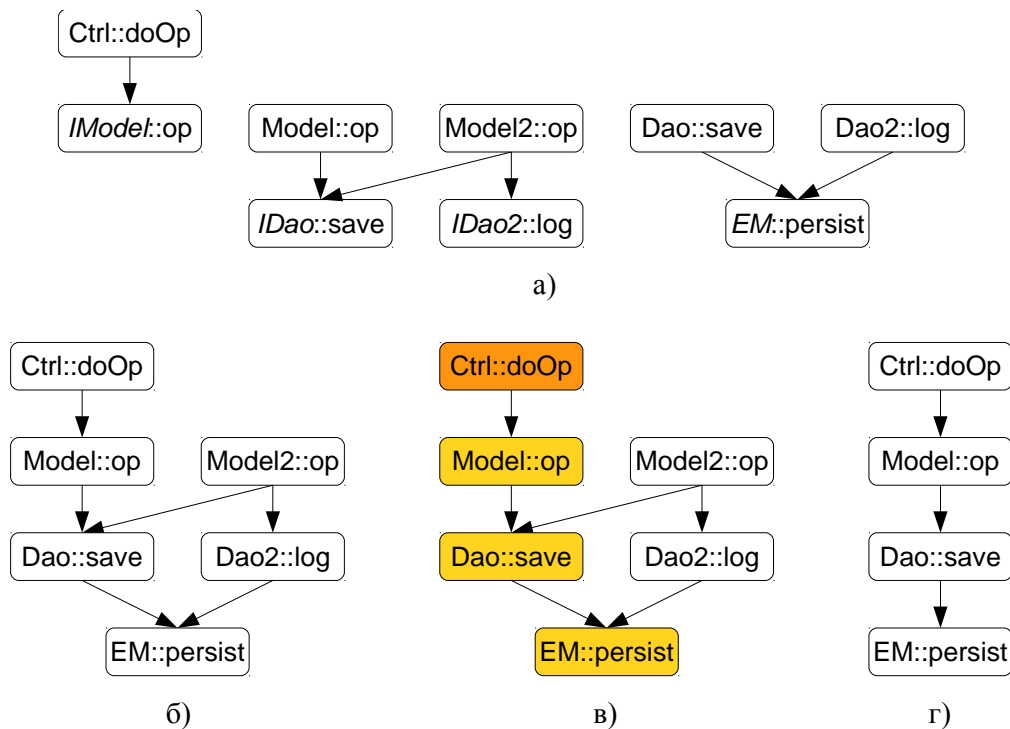 Ctrl::doOp
IModel::op Model::op Model2::op Dao::save Dao2::log
IDao::save IDao2::log EM::persist
а)
Ctrl::doOp Ctrl::doOp Ctrl::doOp
Model::op Model2::op Model::op Model2::op Model::op
Dao::save Dao2::log Dao::save Dao2::log Dao::save
EM::persist EM::persist EM::persist
б) в) г)